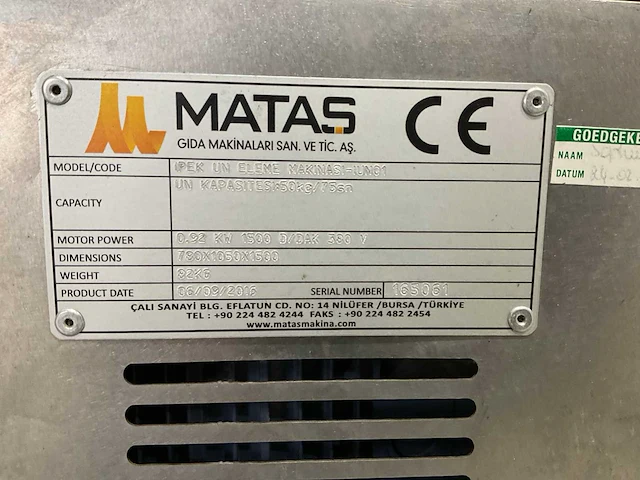 MATAŞ
GIDA MAKİNALARI SAN. VE TİC. AŞ.
CE
MODEL/CODE İPEK UN ELEME MAKİNASI-IUN01
CAPACITY UN KAPASİTESİ:50kg/75sn
MOTOR POWER 0.92 KW 1500 D/DAK 380 V
DIMENSIONS 780X1050X1500
WEIGHT 82KG
PRODUCT DATE 06/09/2016 SERIAL NUMBER 165061
ÇALI SANAYİ BLG. EFLATUN CD. NO: 14 NİLÜFER /BURSA /TÜRKİYE
TEL : +90 224 482 4244 FAKS : +90 224 482 2454
www.matasmakina.com
GOEDGEKE
NAAM
DATUM